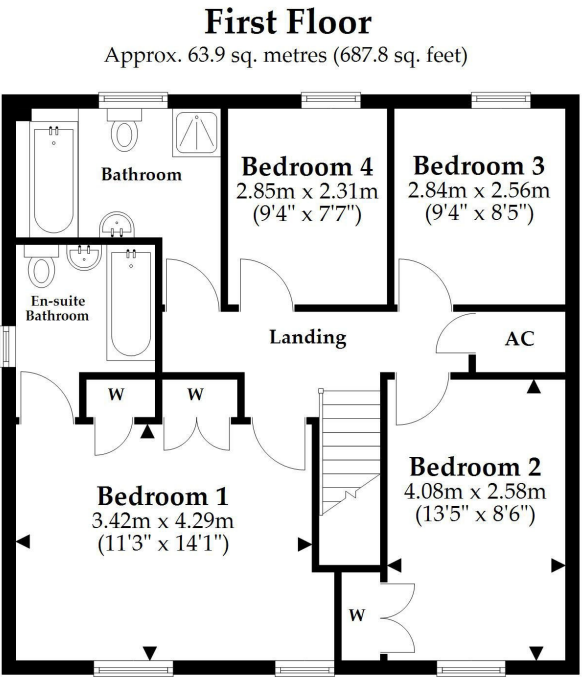 First Floor
Approx. 63.9 sq. metres (687.8 sq. feet)
Bathroom
Bedroom 4
2.85m x 2.31m
(9'4" x 7'7")
Bedroom 3
2.84m x 2.56m
(9'4" x 8'5")
En-suite
Bathroom
Landing
AC
W
W
Bedroom 1
3.42m x 4.29m
(11'3" x 14'1")
Bedroom 2
4.08m x 2.58m
(13'5" x 8'6")
W